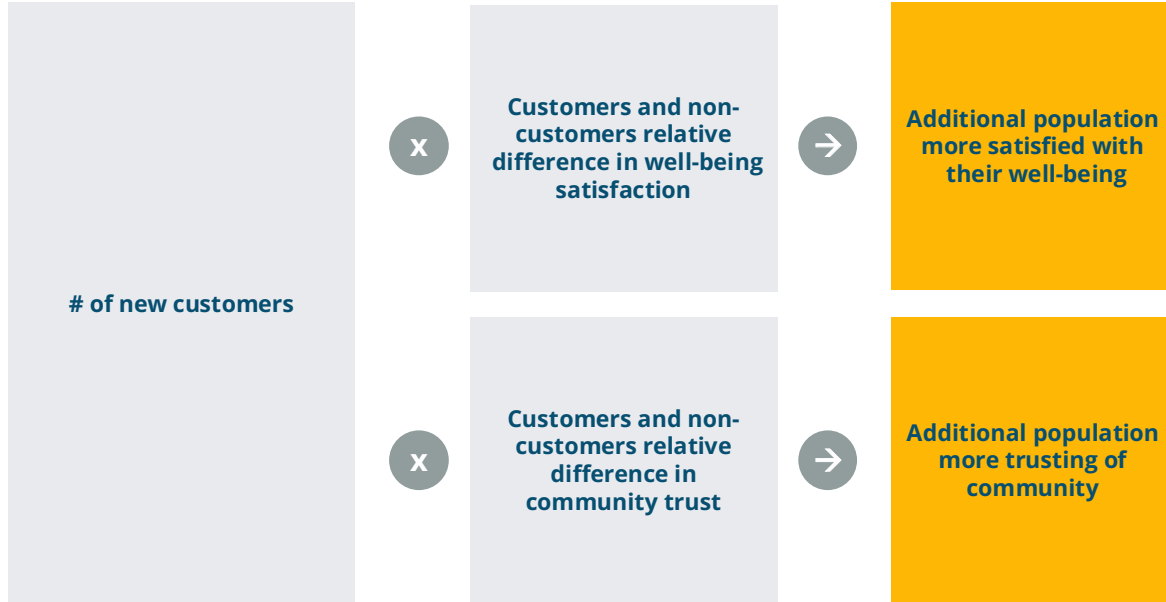 # of new customers
x
Customers and non-
customers relative
difference in well-being
satisfaction
→
Additional population
more satisfied with
their well-being
x
Customers and non-
customers relative
difference in
community trust
→
Additional population
more trusting of
community